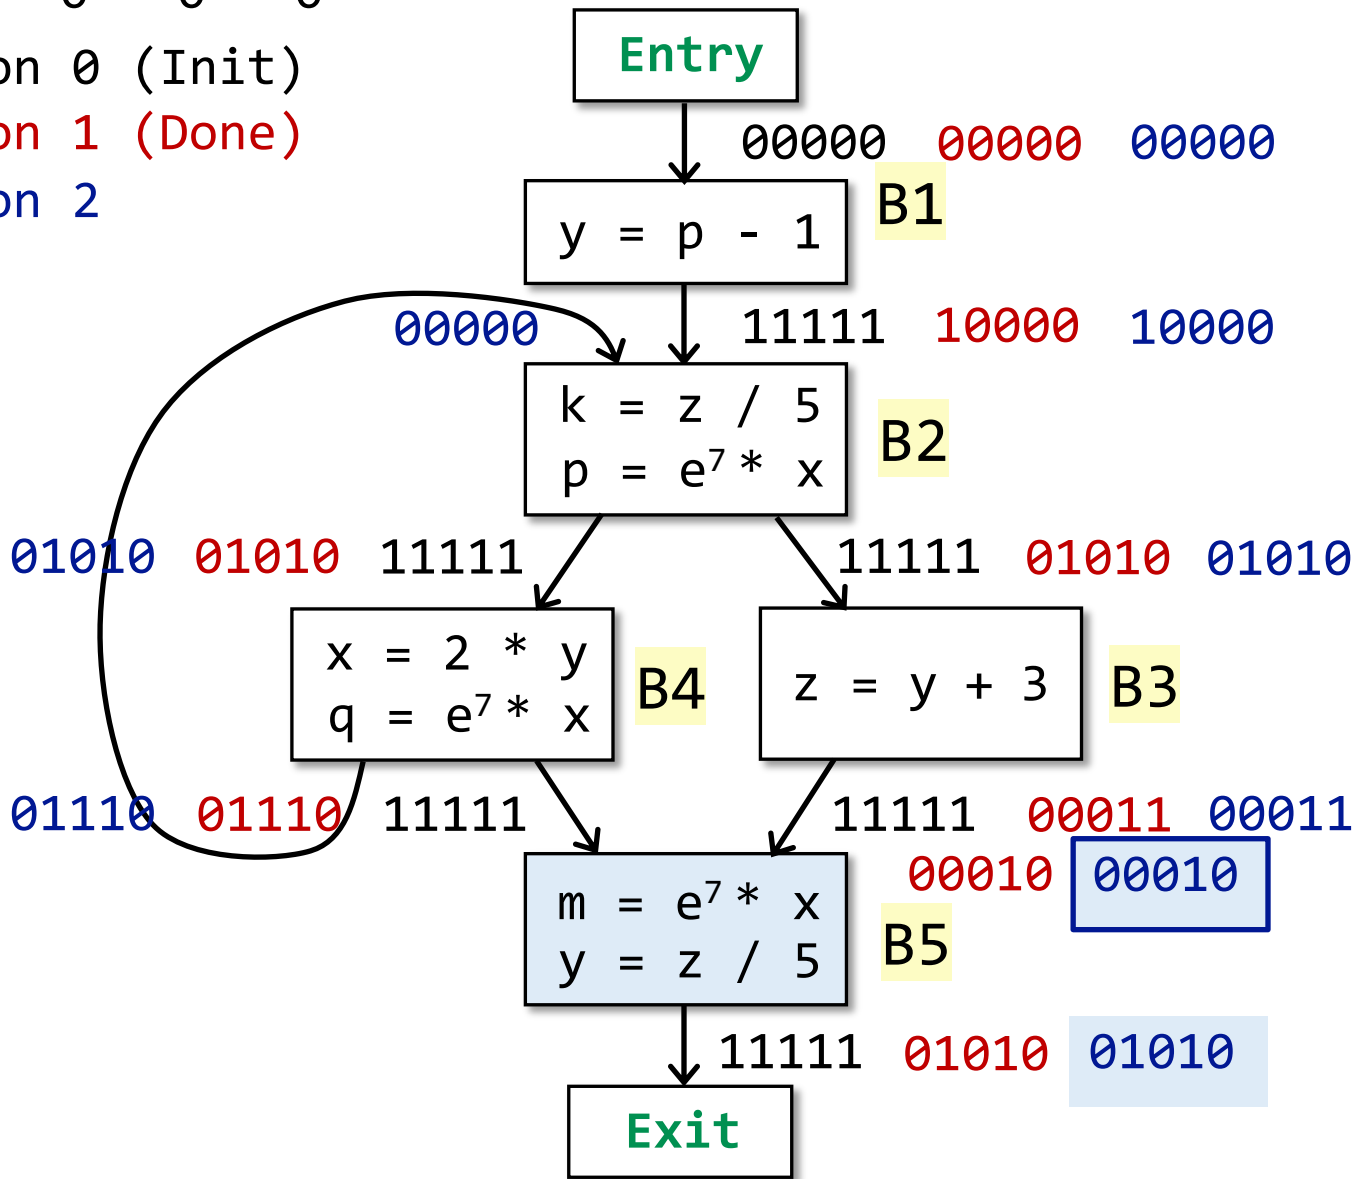 on 0 (Init)
on 1 (Done)
on 2
Entry
00000 00000 00000
B1
y = p - 1
00000
11111 10000 10000
k = z / 5
p = e⁷ * x
B2
01010 01010 11111
11111 01010 01010
x = 2 * y
q = e⁷ * x
B4
z = y + 3
B3
01110 01110 11111
11111 00011 00011
00010 00010
m = e⁷ * x
y = z / 5
B5
11111 01010 01010
Exit